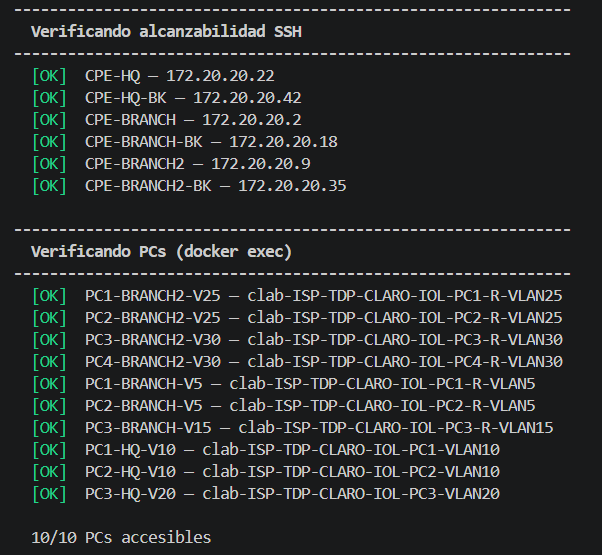 --------------------------------------------------------------
Verificando alcanzabilidad SSH
--------------------------------------------------------------
[OK] CPE-HQ — 172.20.20.22
[OK] CPE-HQ-BK — 172.20.20.42
[OK] CPE-BRANCH — 172.20.20.2
[OK] CPE-BRANCH-BK — 172.20.20.18
[OK] CPE-BRANCH2 — 172.20.20.9
[OK] CPE-BRANCH2-BK — 172.20.20.35
--------------------------------------------------------------
Verificando PCs (docker exec)
--------------------------------------------------------------
[OK] PC1-BRANCH2-V25 — clab-ISP-TDP-CLARO-IOL-PC1-R-VLAN25
[OK] PC2-BRANCH2-V25 — clab-ISP-TDP-CLARO-IOL-PC2-R-VLAN25
[OK] PC3-BRANCH2-V30 — clab-ISP-TDP-CLARO-IOL-PC3-R-VLAN30
[OK] PC4-BRANCH2-V30 — clab-ISP-TDP-CLARO-IOL-PC4-R-VLAN30
[OK] PC1-BRANCH-V5 — clab-ISP-TDP-CLARO-IOL-PC1-R-VLAN5
[OK] PC2-BRANCH-V5 — clab-ISP-TDP-CLARO-IOL-PC2-R-VLAN5
[OK] PC3-BRANCH-V15 — clab-ISP-TDP-CLARO-IOL-PC3-R-VLAN15
[OK] PC1-HQ-V10 — clab-ISP-TDP-CLARO-IOL-PC1-VLAN10
[OK] PC2-HQ-V10 — clab-ISP-TDP-CLARO-IOL-PC2-VLAN10
[OK] PC3-HQ-V20 — clab-ISP-TDP-CLARO-IOL-PC3-VLAN20
10/10 PCs accesibles